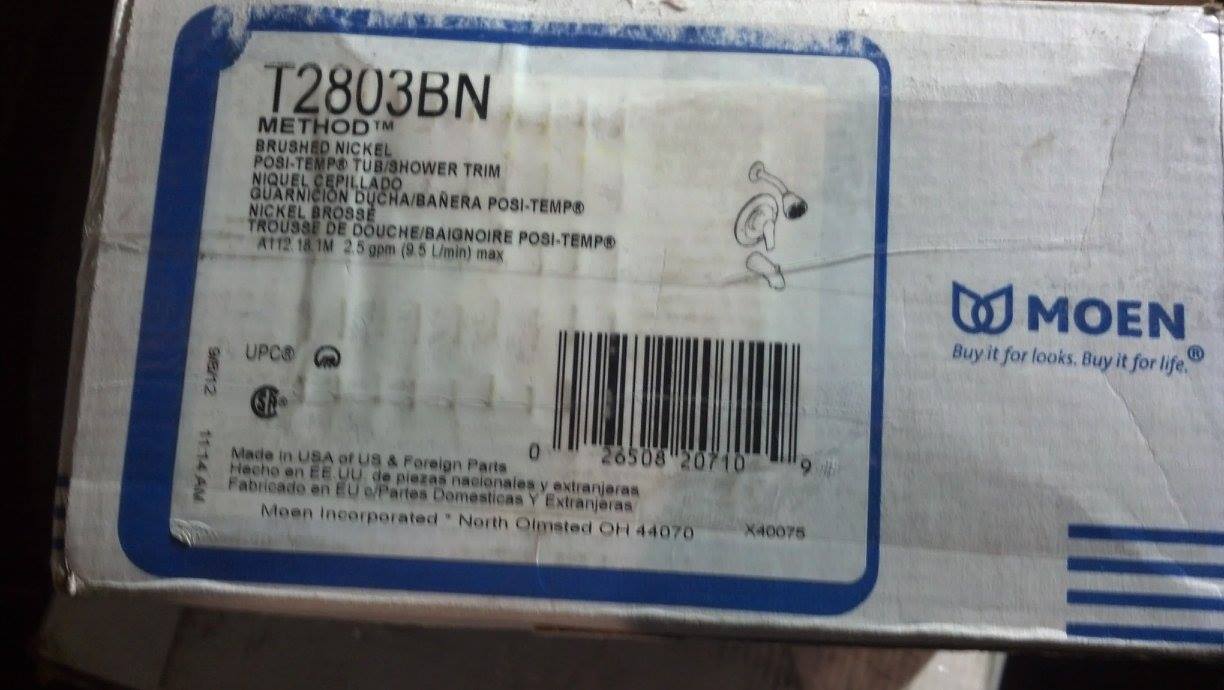 T2803BN
METHOD™
BRUSHED NICKEL
POSI-TEMP® TUB/SHOWER TRIM
NIQUEL CEPILLADO
GUARNICIÓN DUCHA/BAÑERA POSI-TEMP®
NICKEL BROSSÉ
TROUSSE DE DOUCHE/BAIGNOIRE POSI-TEMP®
A112.18.1M 2.5 gpm (9.5 L/min) max
MOEN®
Buy it for looks. Buy it for life.
UPC®
SA®
11:14 AM
0 26508 20710 9
Made in USA of US & Foreign Parts
Hecho en EE.UU. de piezas nacionales y extranjeras
Fabricado en EU c/Partes Domesticas Y Extranjeras
Moen Incorporated * North Olmsted OH 44070 X40075